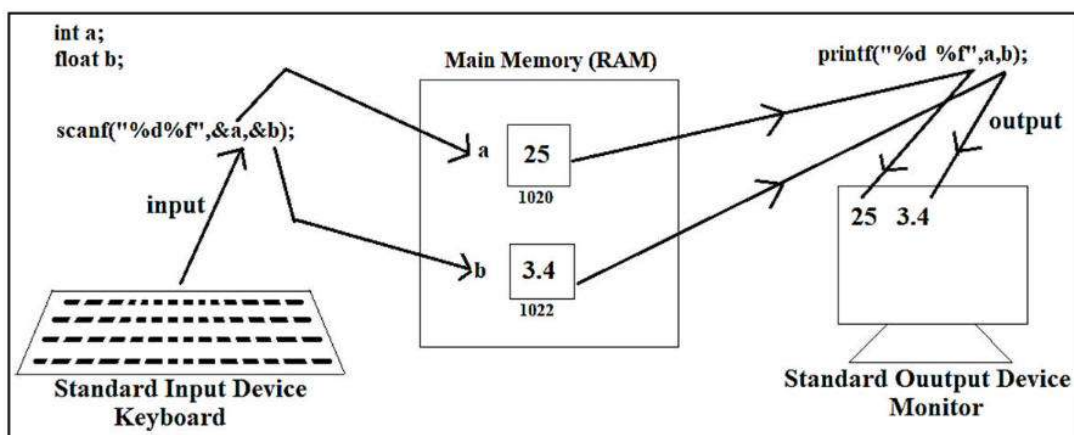 int a;
float b;
scanf("%d%f",&a,&b);
input
Standard Input Device
Keyboard
Main Memory (RAM)
a
25
1020
b
3.4
1022
printf("%d %f",a,b);
output
25 3.4
Standard Ouutput Device
Monitor